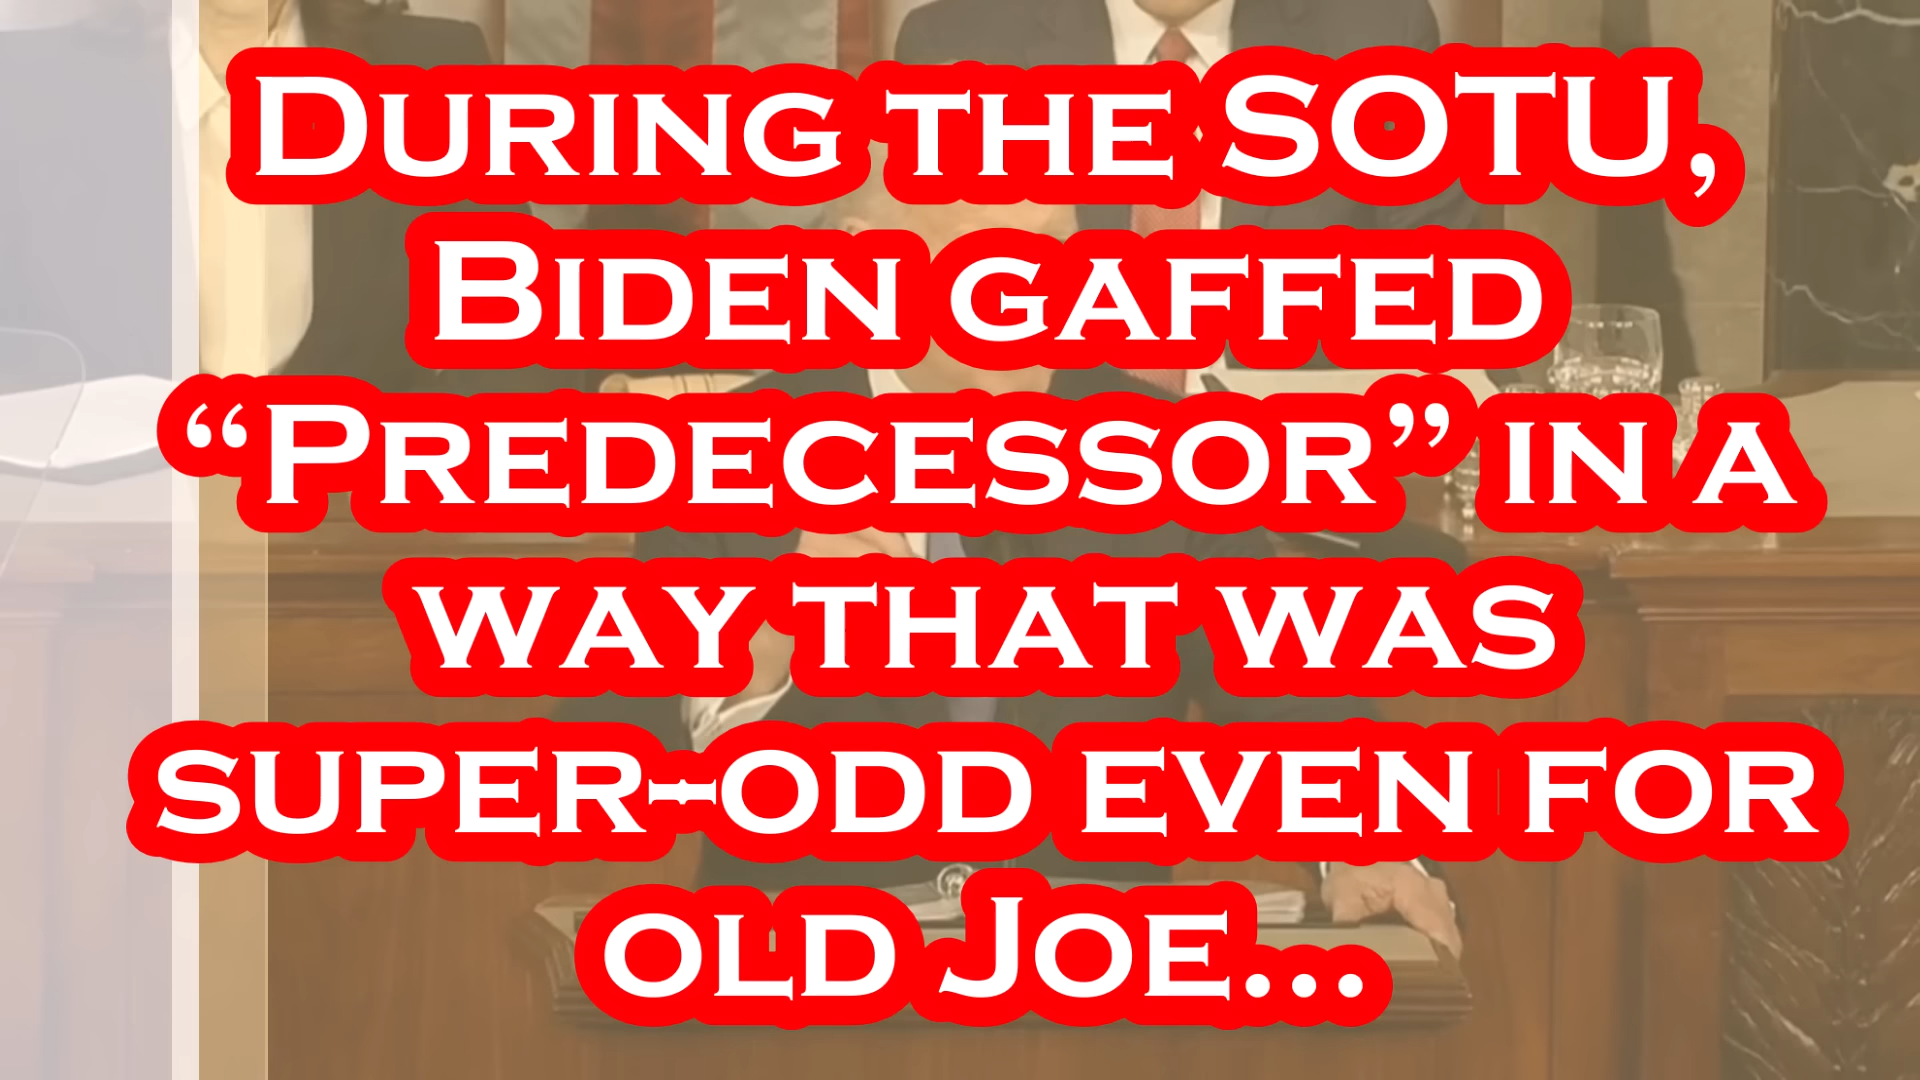 During the SOTU,
Biden gaffed
“Predecessor” in a
way that was
super-odd even for
old Joe...